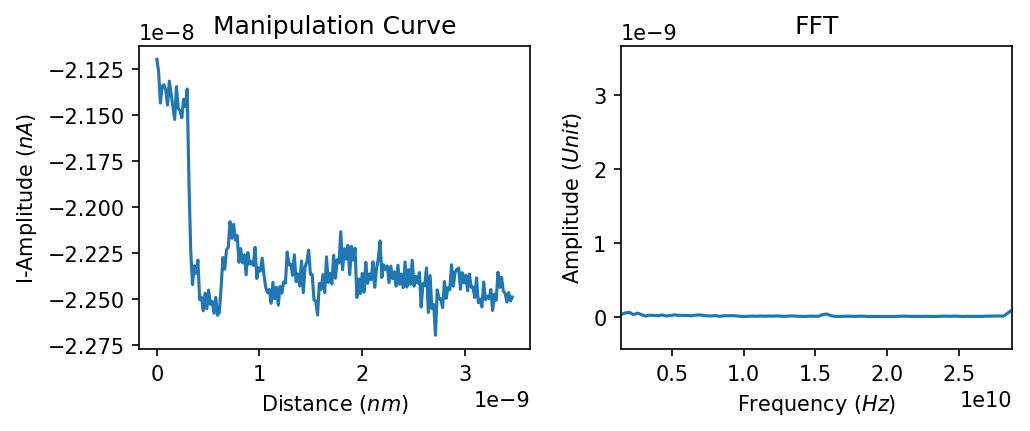 Manipulation Curve
1e−8
−2.125
−2.150
−2.175
−2.200
−2.225
−2.250
−2.275
I-Amplitude (nA)
0
1
2
3
1e−9
Distance (nm)
FFT
1e−9
3
2
1
0
Amplitude (Unit)
0.5
1.0
1.5
2.0
2.5
1e10
Frequency (Hz)